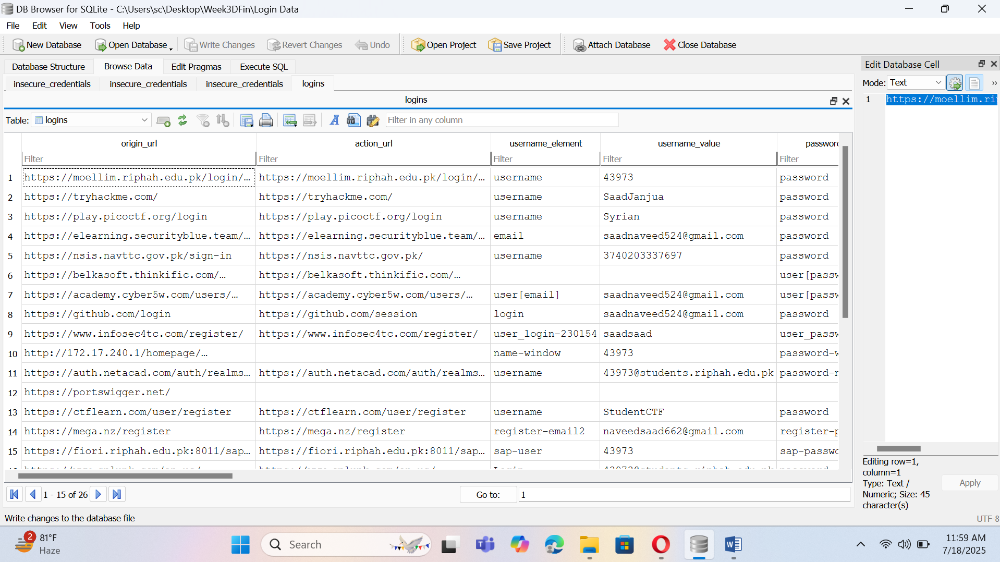 DB Browser for SQLite - C:\Users\sc\Desktop\Week3DFin\Login Data
File Edit View Tools Help
New Database Open Database Write Changes Revert Changes Undo Open Project Save Project Attach Database Close Database
Database Structure Browse Data Edit Pragmas Execute SQL
insecure_credentials insecure_credentials insecure_credentials logins
logins
Table: logins Filter in any column
origin_url action_url username_element username_value password
Filter Filter Filter Filter Filter
1 https://moellim.riphah.edu.pk/login/… https://moellim.riphah.edu.pk/login/… username 43973 password
2 https://tryhackme.com/ https://tryhackme.com/ username SaadJanjua password
3 https://play.picoctf.org/login https://play.picoctf.org/login username Syrian password
4 https://elearning.securityblue.team/… https://elearning.securityblue.team/… email saadnaveed524@gmail.com password
5 https://nsis.navttc.gov.pk/sign-in https://nsis.navttc.gov.pk/ username 3740203337697 password
6 https://belkasoft.thinkific.com/… https://belkasoft.thinkific.com/… user[passw
7 https://academy.cyber5w.com/users/… https://academy.cyber5w.com/users/… user[email] saadnaveed524@gmail.com user[passw
8 https://github.com/login https://github.com/session login saadnaveed524@gmail.com password
9 https://www.infosec4tc.com/register/ https://www.infosec4tc.com/register/ user_login-230154 saadsaad user_passw
10 http://172.17.240.1/homepage/… name-window 43973 password-w
11 https://auth.netacad.com/auth/realms… https://auth.netacad.com/auth/realms… username 43973@students.riphah.edu.pk password-r
12 https://portswigger.net/
13 https://ctflearn.com/user/register https://ctflearn.com/user/register username StudentCTF password
14 https://mega.nz/register https://mega.nz/register register-email2 naveedsaad662@gmail.com register-p
15 https://fiori.riphah.edu.pk:8011/sap… https://fiori.riphah.edu.pk:8011/sap… sap-user 43973 sap-passwo
1 - 15 of 26 Go to: 1
Write changes to the database file
Edit Database Cell
Mode: Text »
1 https://moellim.rip
Editing row=1,
column=1
Type: Text /
Numeric; Size: 45
character(s)
Apply
UTF-8
2 81°F
Haze
Search
11:59 AM
7/18/2025